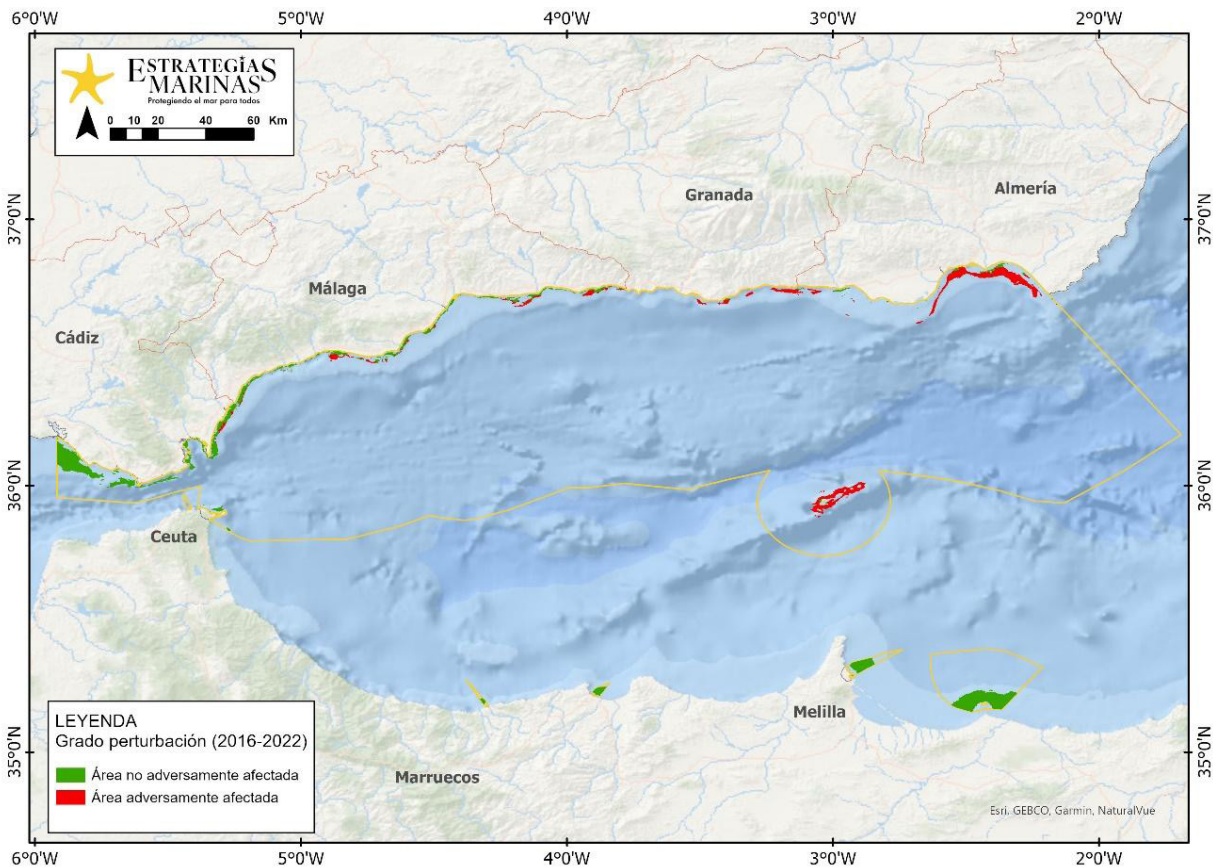 6°0'W 5°0'W 4°0'W 3°0'W 2°0'W
ESTRATEGIAS
MARINAS
Protegiendo el mar para todos
0 10 20 40 60 Km
37°0'N 37°0'N
Granada
Almería
Málaga
Cádiz
36°0'N 36°0'N
Ceuta
Melilla
Marruecos
35°0'N 35°0'N
LEYENDA
Grado perturbación (2016-2022)
Área no adversamente afectada
Área adversamente afectada
Esri, GEBCO, Garmin, NaturalVue
6°0'W 5°0'W 4°0'W 3°0'W 2°0'W